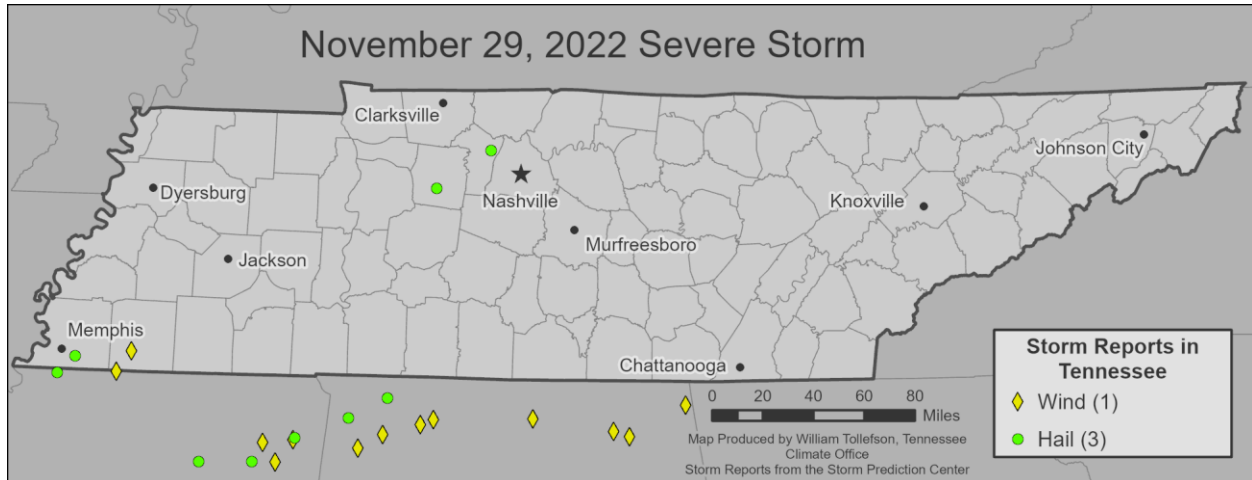 November 29, 2022 Severe Storm
Clarksville
Johnson City
Dyersburg
Nashville
Knoxville
Murfreesboro
Jackson
Memphis
Chattanooga
Storm Reports in
Tennessee
Wind (1)
Hail (3)
0 20 40 60 80
Miles
Map Produced by William Tollefson, Tennessee
Climate Office
Storm Reports from the Storm Prediction Center